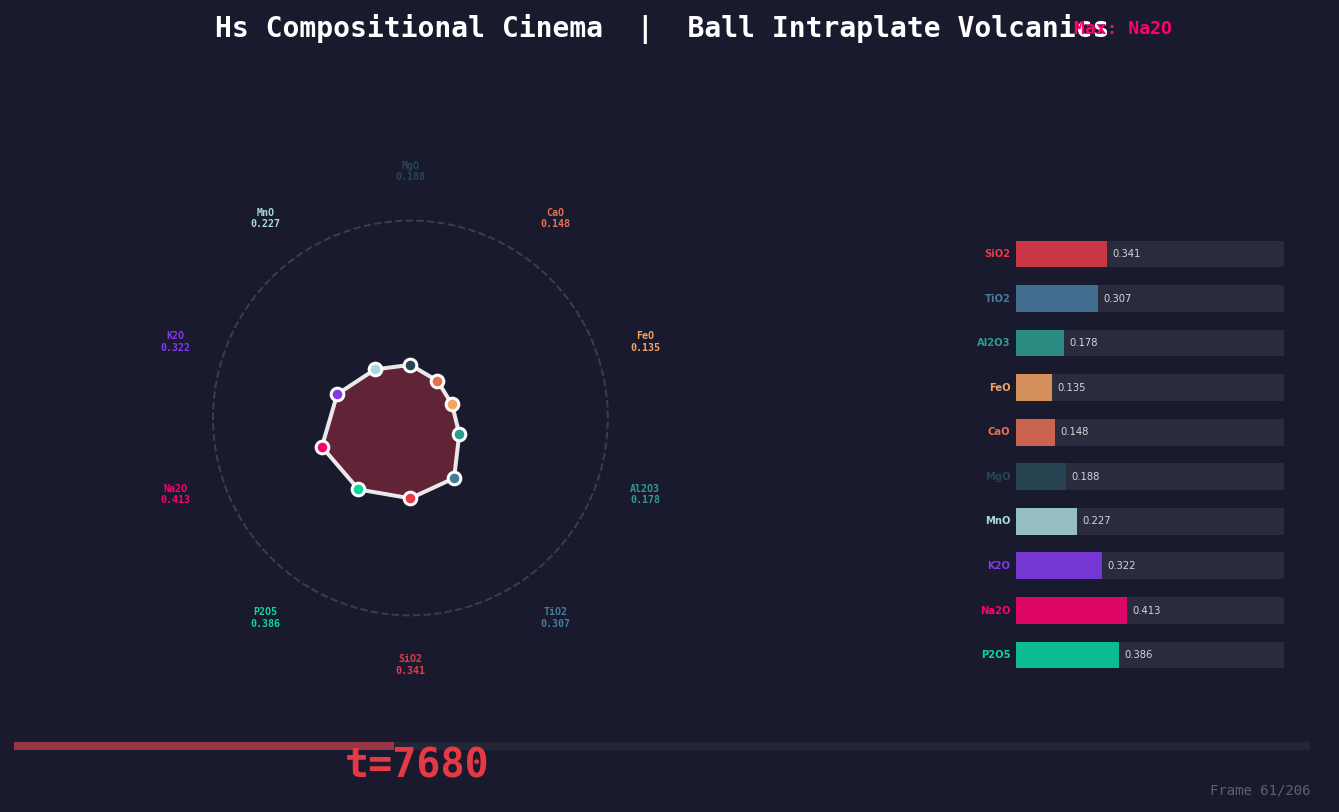 Hs Compositional Cinema | Ball Intraplate Volcanics
Max: Na2O
MgO
0.188
MnO
0.227
CaO
0.148
K2O
0.322
FeO
0.135
Na2O
0.413
Al2O3
0.178
P2O5
0.386
TiO2
0.307
SiO2
0.341
SiO2 0.341
TiO2 0.307
Al2O3 0.178
FeO 0.135
CaO 0.148
MgO 0.188
MnO 0.227
K2O 0.322
Na2O 0.413
P2O5 0.386
t=7680
Frame 61/206